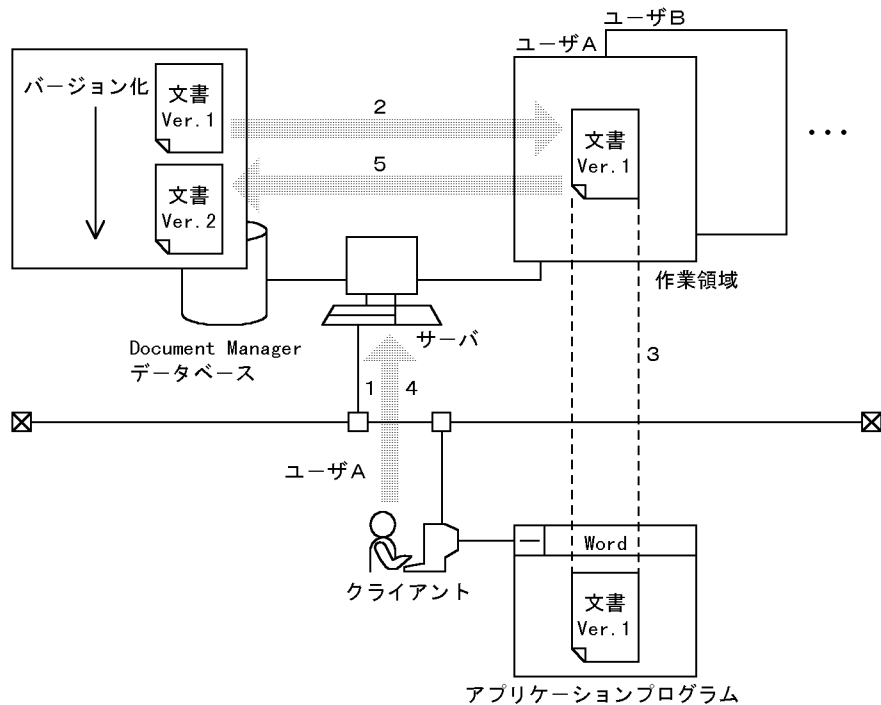 ユーザB
ユーザA
バージョン化
文書
Ver.1
2
文書
Ver.1
...
5
文書
Ver.2
作業領域
サーバ
Document Manager
データベース
1
4
3
ユーザA
Word
クライアント
文書
Ver.1
アプリケーションプログラム